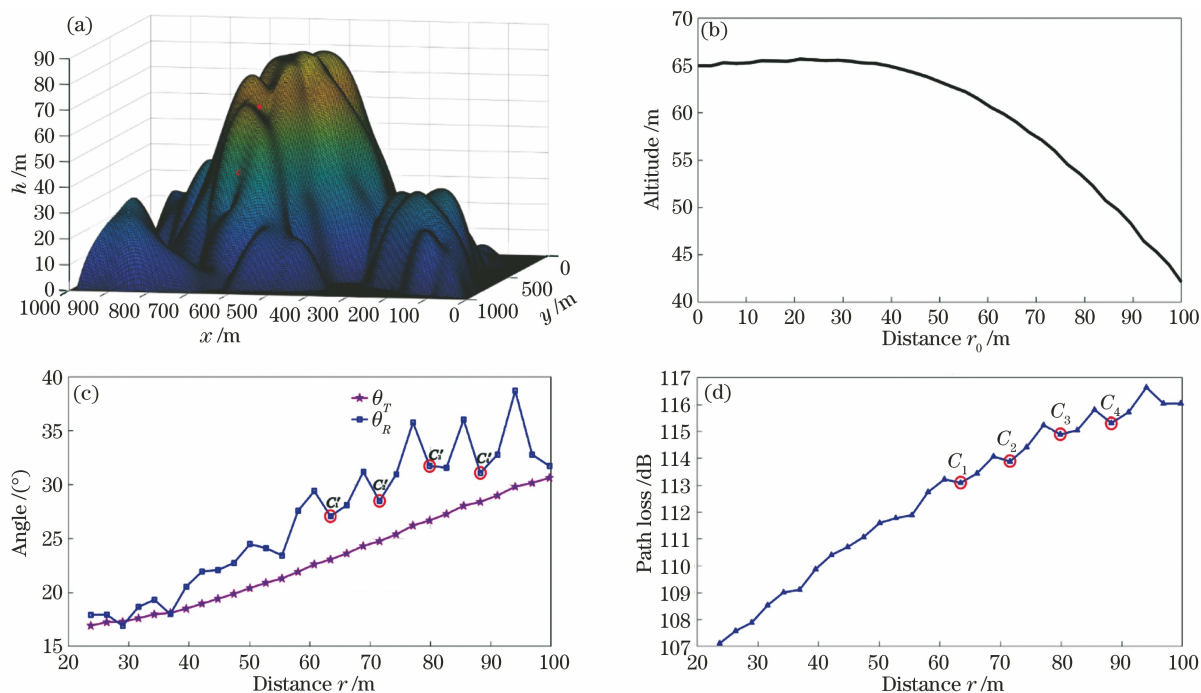 (a)
90
80
70
60
50
40
30
20
10
0
h /m
1000 900 800 700 600 500 400 300 200 100 0
x /m
1000
500
0
y /m
(b)
70
65
60
55
50
45
40
Altitude /m
0 10 20 30 40 50 60 70 80 90 100
Distance r₀ /m
(c)
40
35
30
25
20
15
Angle /(°)
θ_T
θ_R
20 30 40 50 60 70 80 90 100
Distance r /m
(d)
117
116
115
114
113
112
111
110
109
108
107
Path loss /dB
C₁
C₂
C₃
C₄
20 30 40 50 60 70 80 90 100
Distance r /m